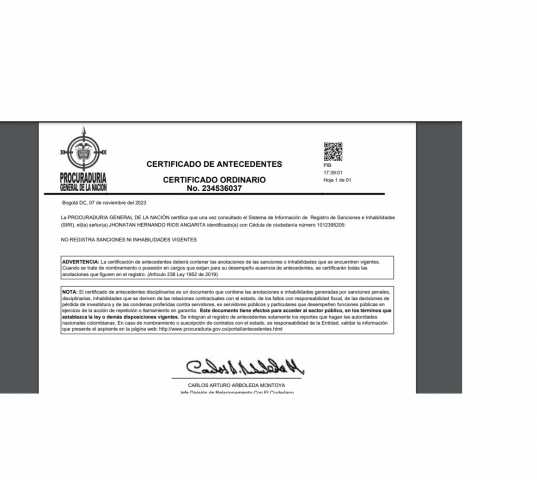 PROCURADURIA
GENERAL DE LA NACION
CERTIFICADO DE ANTECEDENTES
CERTIFICADO ORDINARIO
No. 234536037
PIB
17:39:01
Hoja 1 de 01
Bogotá DC, 07 de noviembre del 2023
La PROCURADURIA GENERAL DE LA NACIÓN certifica que una vez consultado el Sistema de Información de Registro de Sanciones e Inhabilidades
(SIRI), el(la) señor(a) JHONATAN HERNANDO RIOS ANGARITA identificado(a) con Cédula de ciudadanía número 1012395205:
NO REGISTRA SANCIONES NI INHABILIDADES VIGENTES
ADVERTENCIA: La certificación de antecedentes deberá contener las anotaciones de las sanciones o inhabilidades que se encuentren vigentes.
Cuando se trate de nombramiento o posesión en cargos que exijan para su desempeño ausencia de antecedentes, se certificarán todas las
anotaciones que figuren en el registro. (Artículo 238 Ley 1952 de 2019)
NOTA: El certificado de antecedentes disciplinarios es un documento que contiene las anotaciones e inhabilidades generadas por sanciones penales,
disciplinarias, inhabilidades que se deriven de las relaciones contractuales con el estado, de los fallos con responsabilidad fiscal, de las decisiones de
pérdida de investidura y de las condenas proferidas contra servidores, ex servidores públicos y particulares que desempeñen funciones públicas en
ejercicio de la acción de repetición o llamamiento en garantía. Este documento tiene efectos para acceder al sector público, en los términos que
establezca la ley o demás disposiciones vigentes. Se integran al registro de antecedentes solamente los reportes que hagan las autoridades
nacionales colombianas. En caso de nombramiento o suscripción de contratos con el estado, es responsabilidad de la Entidad, validar la información
que presente el aspirante en la página web: http://www.procuraduria.gov.co/portal/antecedentes.html
CARLOS ARTURO ARBOLEDA MONTOYA
Jefe División de Relacionamiento Con El Ciudadano